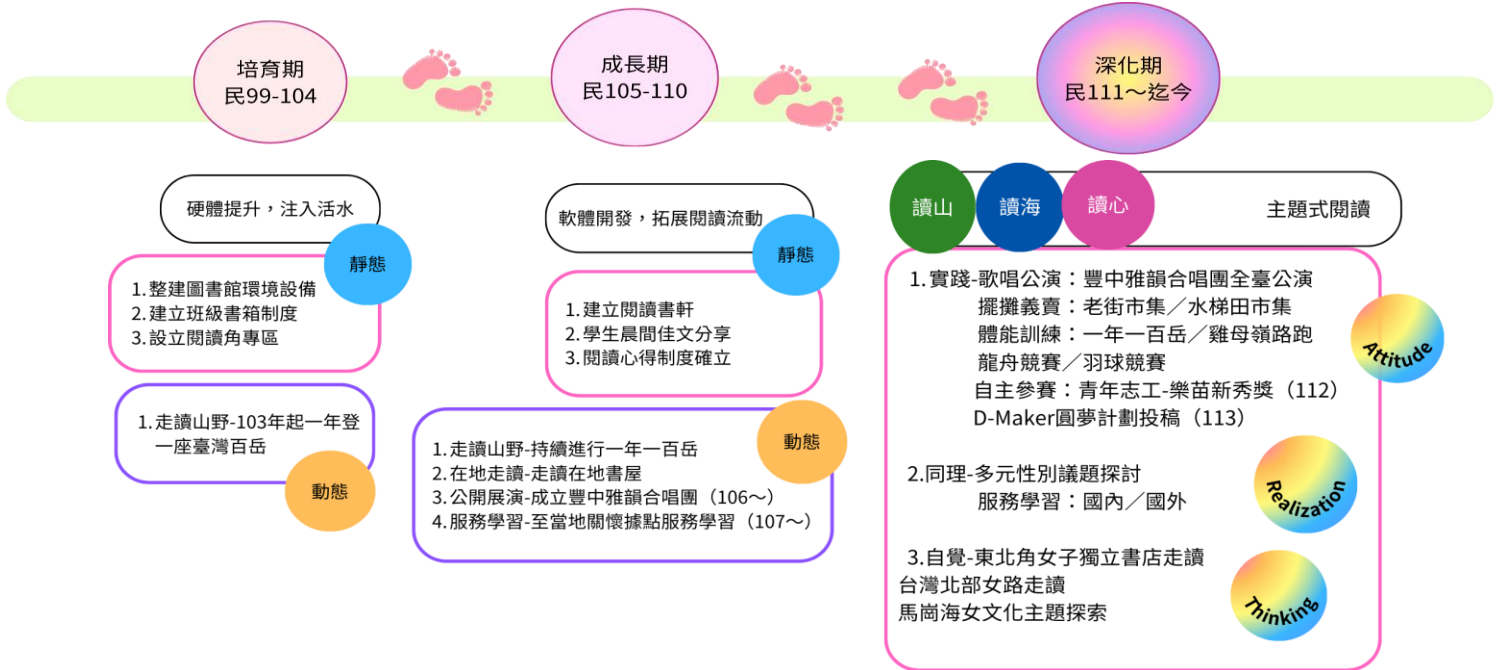 培育期
民99-104
成長期
民105-110
深化期
民111～迄今
硬體提升，注入活水
靜態
1.整建圖書館環境設備
2.建立班級書箱制度
3.設立閱讀角專區
1.走讀山野-103年起一年登
一座臺灣百岳
動態
軟體開發，拓展閱讀流動
靜態
1.建立閱讀書軒
2.學生晨間佳文分享
3.閱讀心得制度確立
動態
1.走讀山野-持續進行一年一百岳
2.在地走讀-走讀在地書屋
3.公開展演-成立豐中雅韻合唱團（106～）
4.服務學習-至當地關懷據點服務學習（107～）
讀山
讀海
讀心
主題式閱讀
1.實踐-歌唱公演：豐中雅韻合唱團全臺公演
擺攤義賣：老街市集／水梯田市集
體能訓練：一年一百岳／雞母嶺路跑
龍舟競賽／羽球競賽
自主參賽：青年志工-樂苗新秀獎（112）
D-Maker圓夢計劃投稿（113）
Attitude
2.同理-多元性別議題探討
服務學習：國內／國外
Realization
3.自覺-東北角女子獨立書店走讀
台灣北部女路走讀
馬崗海女文化主題探索
Thinking